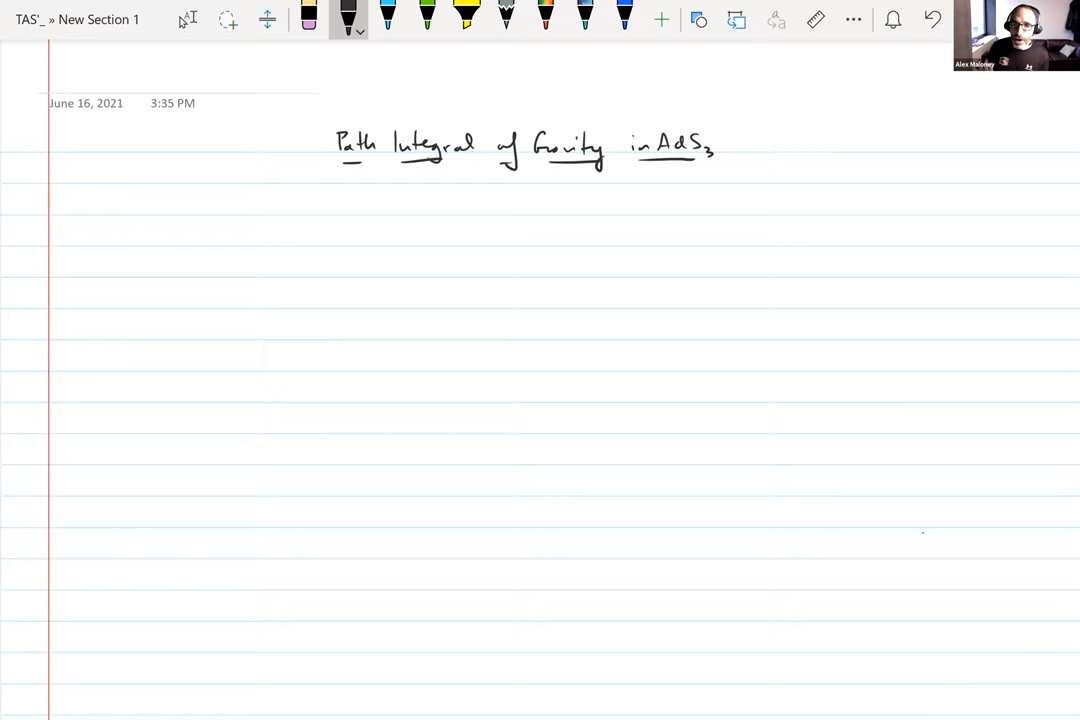 TAS'_ » New Section 1
Alex Maloney
June 16, 2021 3:35 PM
Path Integral of Gravity in AdS₃